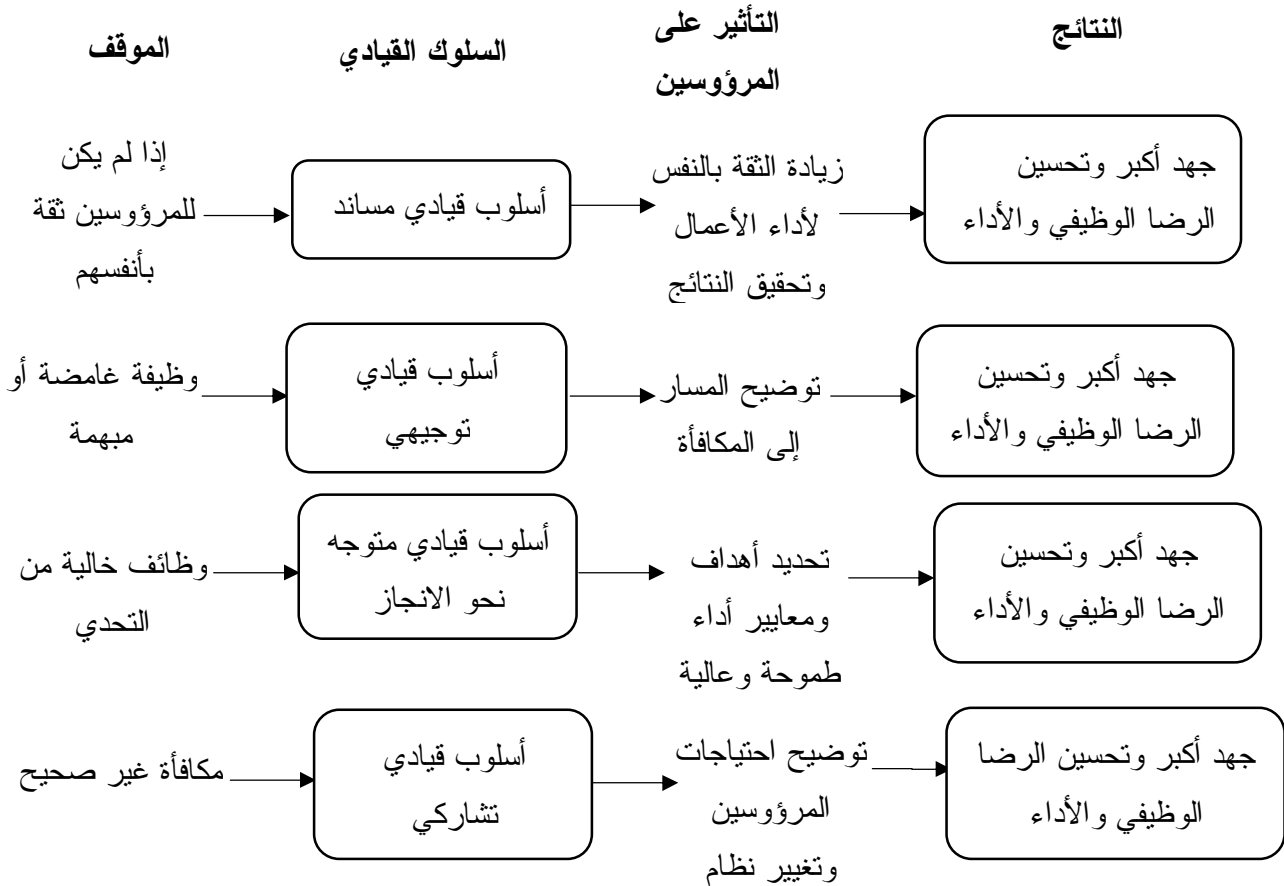 الموقف
السلوك القيادي
التأثير على
المرؤوسين
النتائج
إذا لم يكن
للمرؤوسين ثقة
بأنفسهم
أسلوب قيادي مساند
زيادة الثقة بالنفس
لأداء الأعمال
وتحقيق النتائج
جهد أكبر وتحسين
الرضا الوظيفي والأداء
وظيفة غامضة أو
مبهمة
أسلوب قيادي
توجيهي
توضيح المسار
إلى المكافأة
جهد أكبر وتحسين
الرضا الوظيفي والأداء
وظائف خالية من
التحدي
أسلوب قيادي متوجه
نحو الانجاز
تحديد أهداف
ومعايير أداء
طموحة وعالية
جهد أكبر وتحسين
الرضا الوظيفي والأداء
مكافأة غير صحيح
أسلوب قيادي
تشاركي
توضيح احتياجات
المرؤوسين
وتغيير نظام
جهد أكبر وتحسين الرضا
الوظيفي والأداء